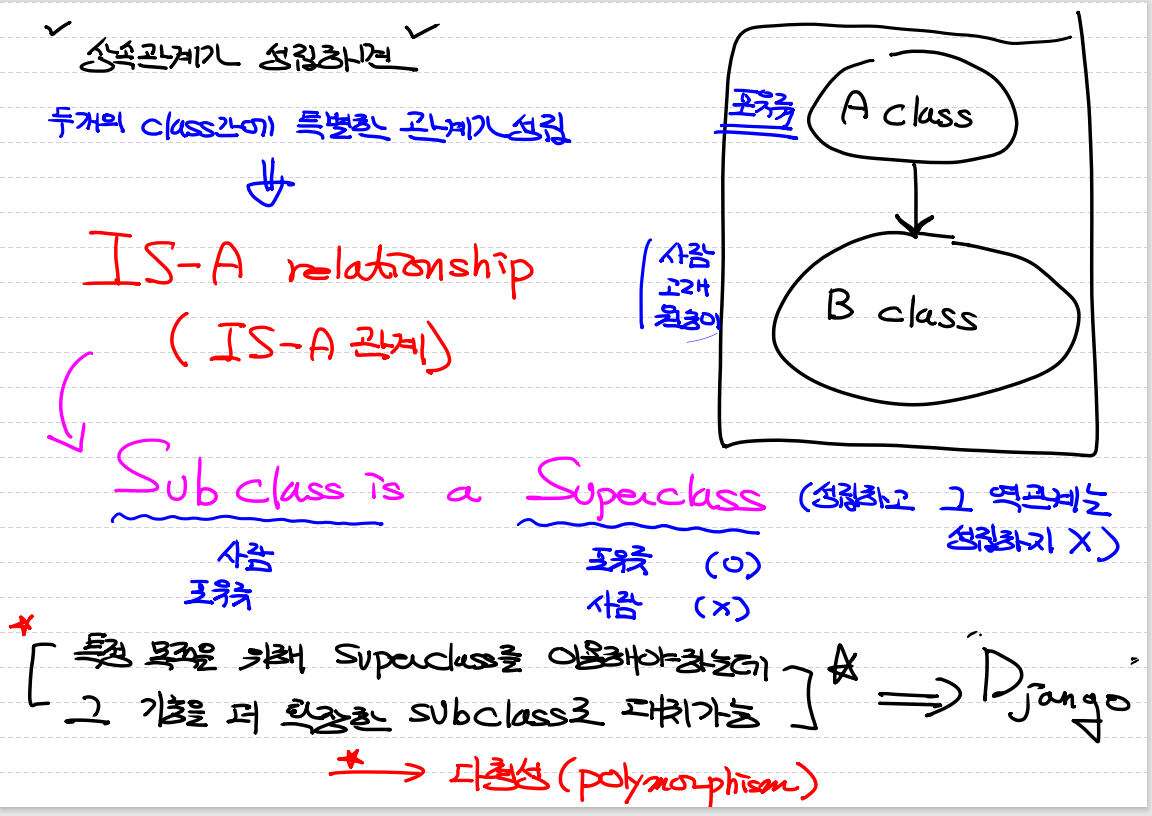 상속관계가 성립하면
두개의 class간에 특별한 관계가 성립
IS-A relationship
(IS-A 관계)
포유류
A class
사람
고래
원숭이
B class
Subclass is a Superclass (성립하고 그 역관계는
성립하지 X)
사람 포유류 (O)
포유류 사람 (X)
[특정 목적을 위해 Superclass를 이용해야하는데
그 기능을 더 확장한 subclass로 대치가능] ⇒ "Django"
→ 다형성(polymorphism)